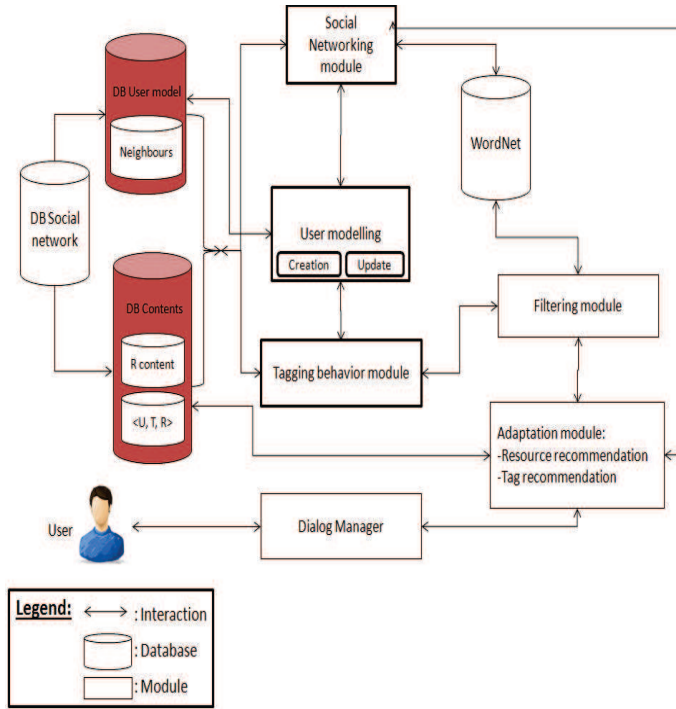 Social
Networking
module
DB User model
Neighbours
WordNet
DB Social
network
User modelling
Creation
Update
DB Contents
Filtering module
R content
Tagging behavior module
<U, T, R>
Adaptation module:
-Resource recommendation
-Tag recommendation
User
Dialog Manager
Legend:
: Interaction
: Database
: Module